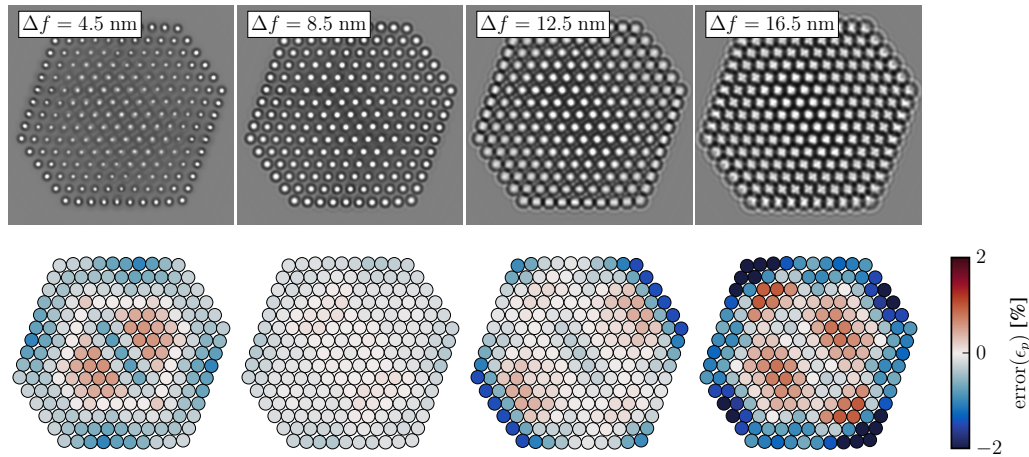 Δf = 4.5 nm
Δf = 8.5 nm
Δf = 12.5 nm
Δf = 16.5 nm
2
0
−2
error(ϵₚ) [%]